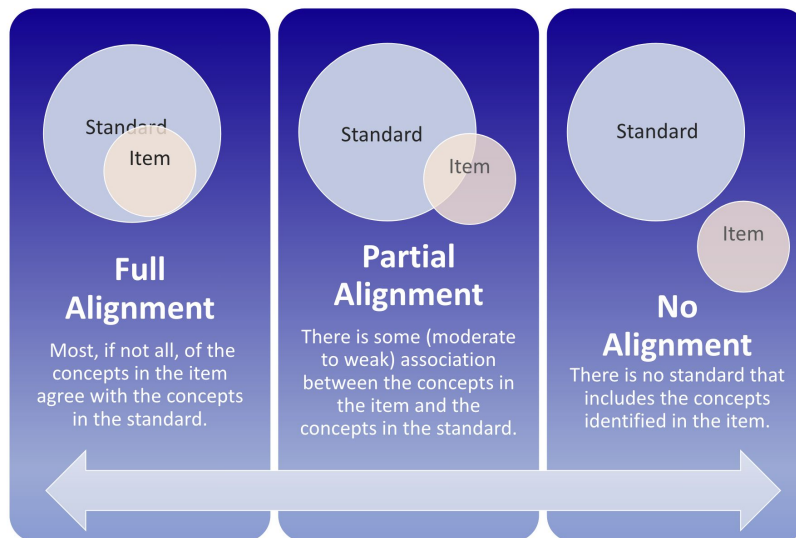 Standard
Item
Full
Alignment
Most, if not all, of the
concepts in the item
agree with the concepts
in the standard.
Standard
Item
Partial
Alignment
There is some (moderate
to weak) association
between the concepts in
the item and the
concepts in the standard.
Standard
Item
No
Alignment
There is no standard that
includes the concepts
identified in the item.